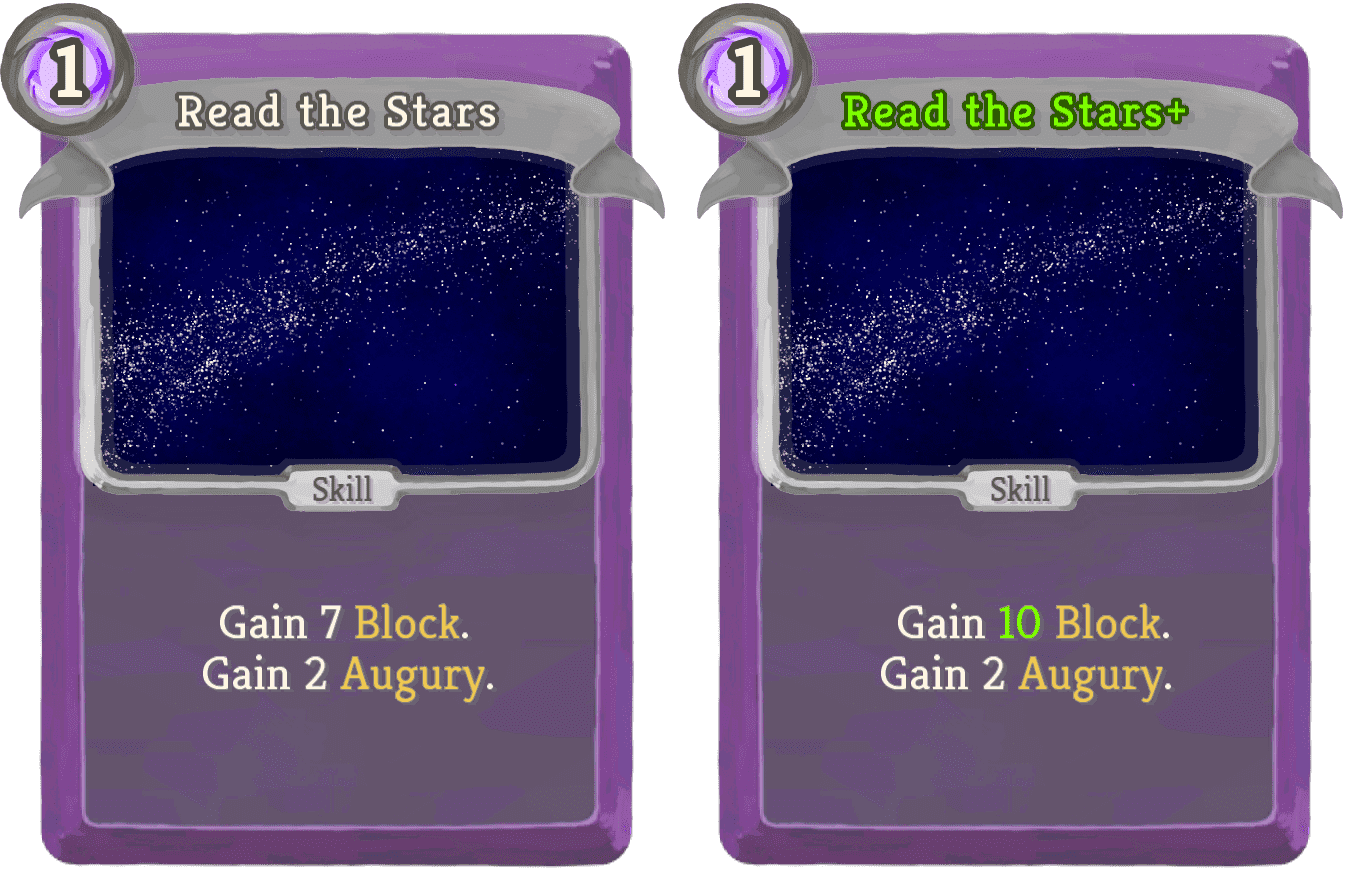 1
Read the Stars
Skill
Gain 7 Block.
Gain 2 Augury.
1
Read the Stars+
Skill
Gain 10 Block.
Gain 2 Augury.